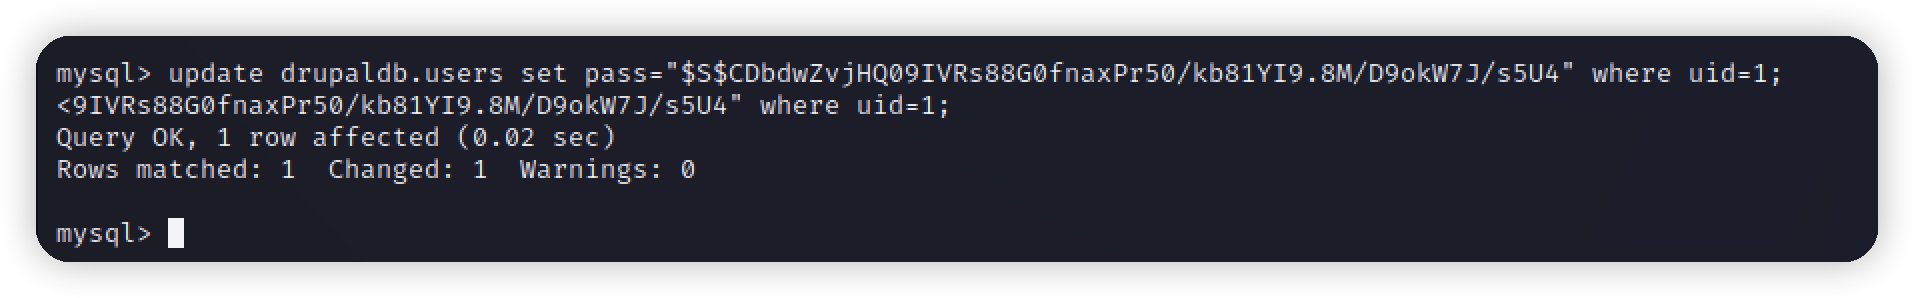 mysql> update drupaldb.users set pass="$S$CDbdwZvjHQ09IVRs88G0fnaxPr50/kb81YI9.8M/D9okW7J/s5U4" where uid=1;
<9IVRs88G0fnaxPr50/kb81YI9.8M/D9okW7J/s5U4" where uid=1;
Query OK, 1 row affected (0.02 sec)
Rows matched: 1  Changed: 1  Warnings: 0
mysql>